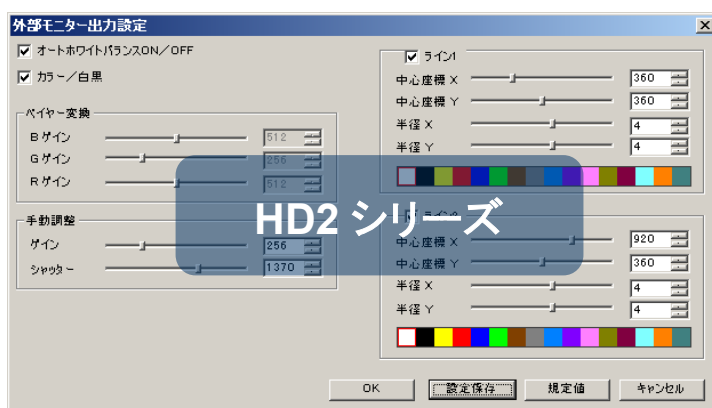 外部モニター出力設定
オートホワイトバランスON／OFF
カラー／白黒
ベイヤー変換
Bゲイン 512
Gゲイン 256
Rゲイン 512
手動調整
ゲイン 256
シャッター 1370
ライン1
中心座標 X 360
中心座標 Y 360
半径 X 4
半径 Y 4
HD2 シリーズ
ライン2
中心座標 X 920
中心座標 Y 360
半径 X 4
半径 Y 4
OK 設定保存 規定値 キャンセル